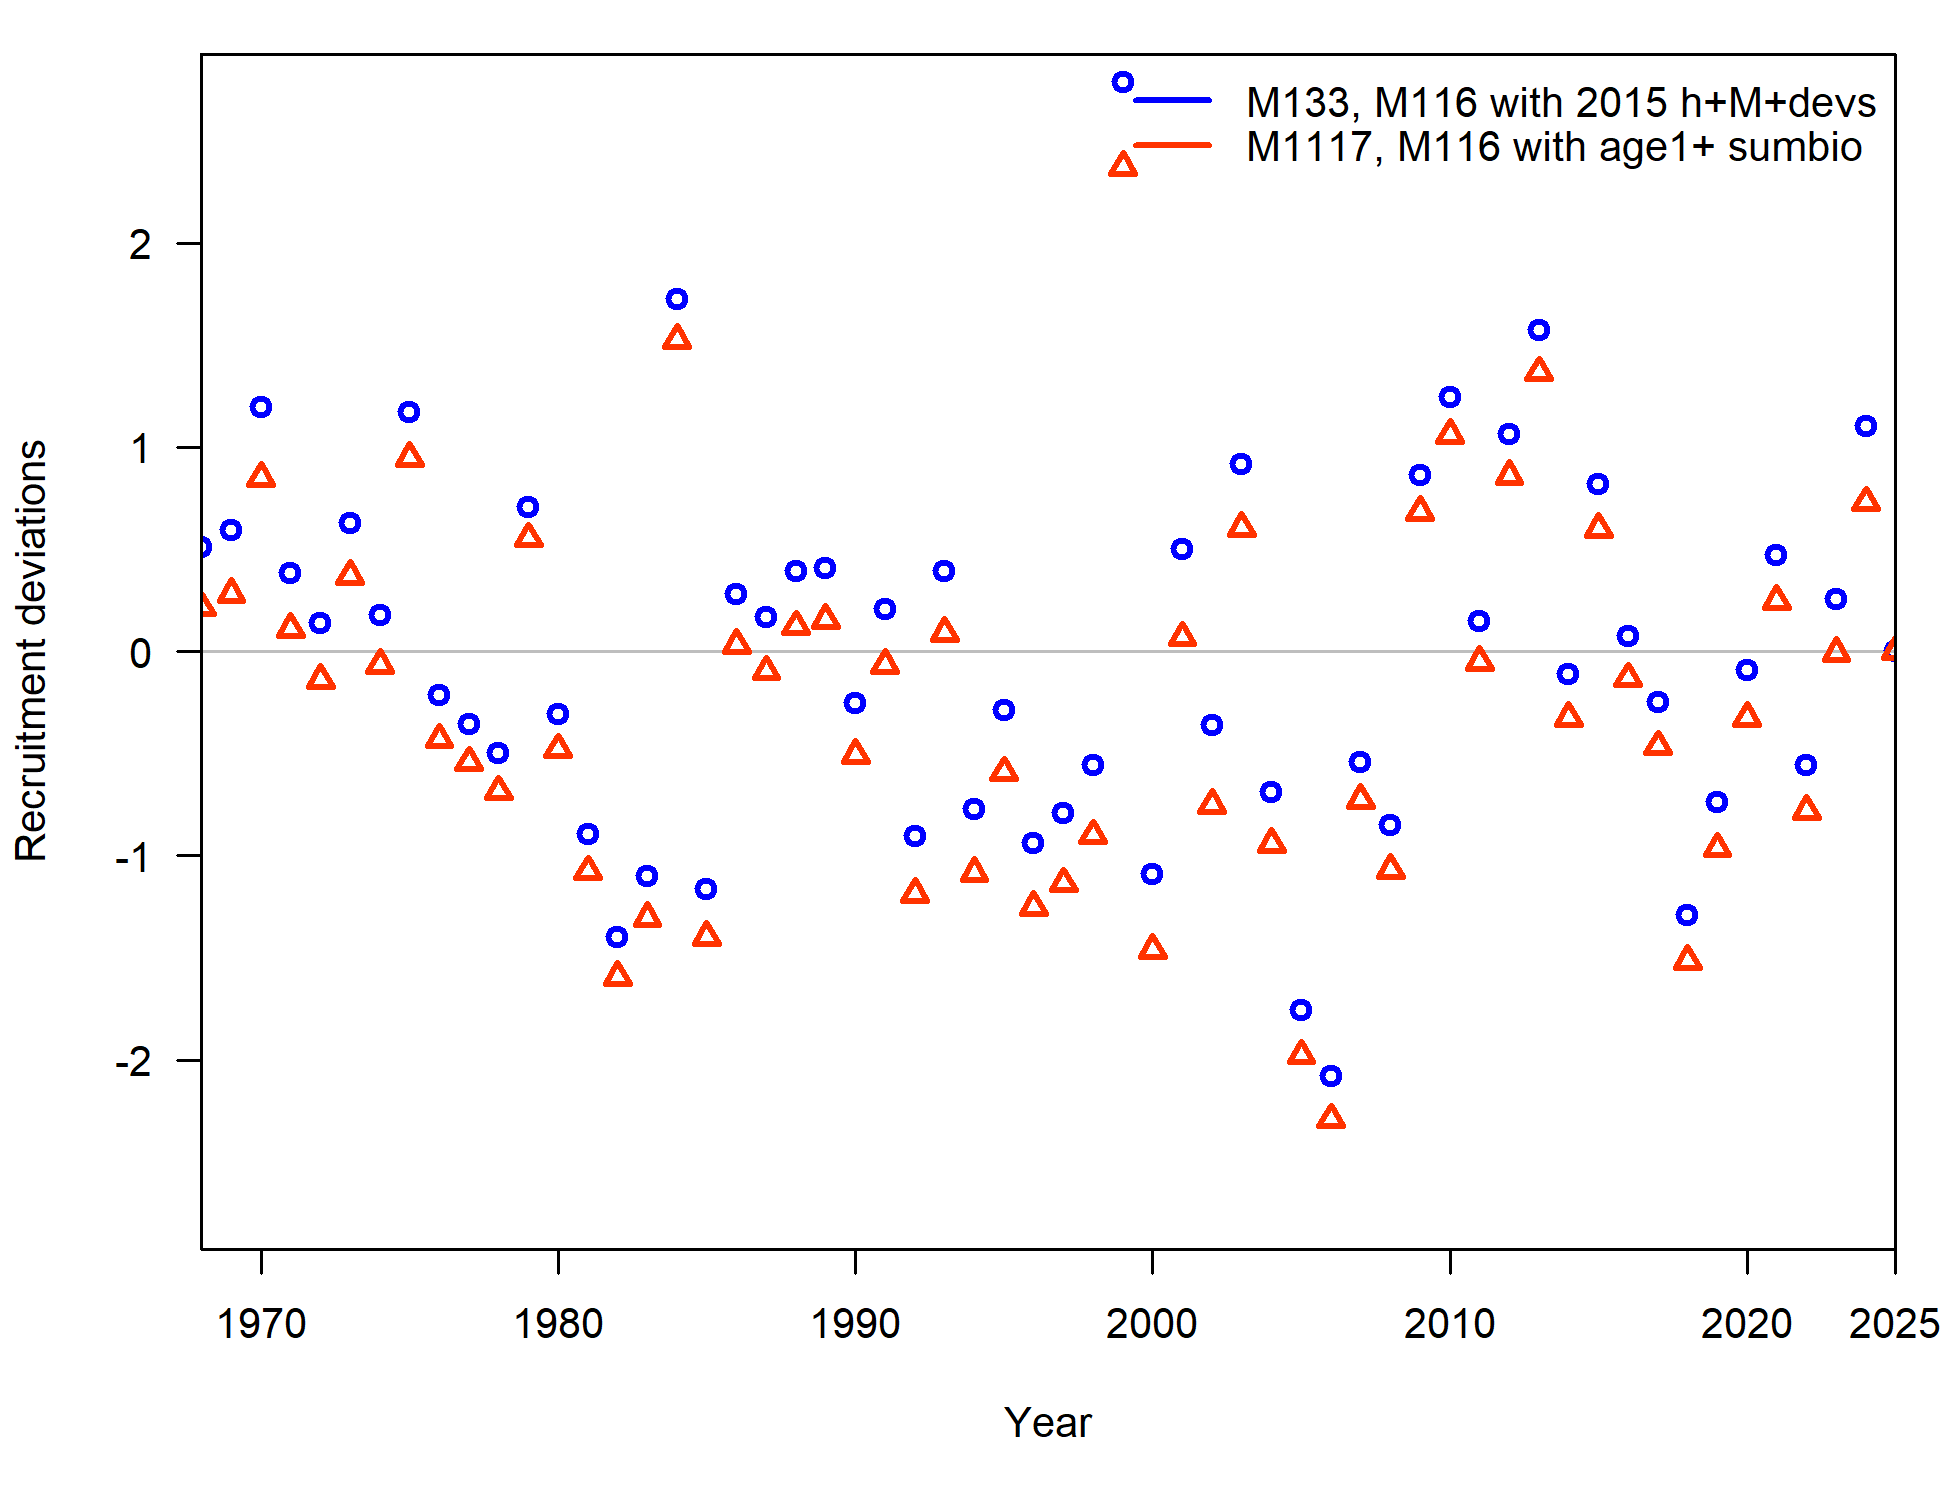 M133, M116 with 2015 h+M+devs
M1117, M116 with age1+ sumbio
2
1
0
-1
-2
Recruitment deviations
1970 1980 1990 2000 2010 2020 2025
Year